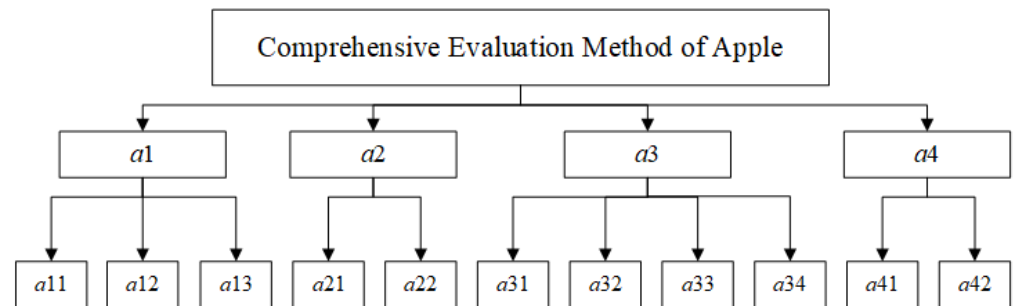 Comprehensive Evaluation Method of Apple
a1 a2 a3 a4
a11 a12 a13 a21 a22 a31 a32 a33 a34 a41 a42